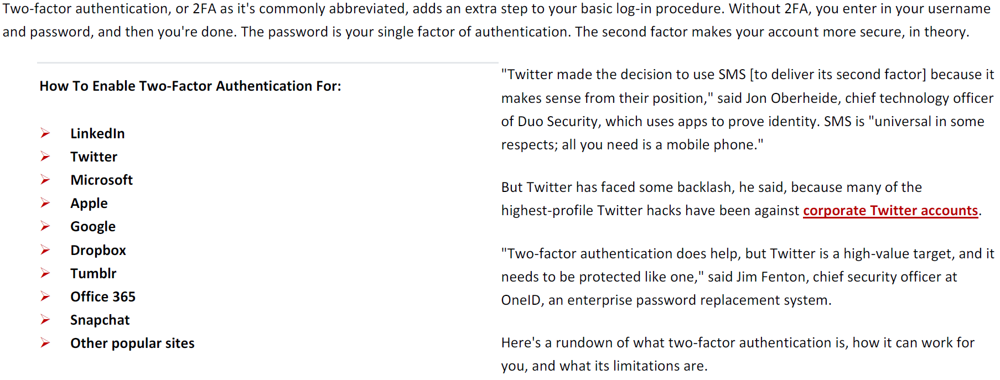 Two-factor authentication, or 2FA as it's commonly abbreviated, adds an extra step to your basic log-in procedure. Without 2FA, you enter in your username
and password, and then you're done. The password is your single factor of authentication. The second factor makes your account more secure, in theory.
How To Enable Two-Factor Authentication For:
LinkedIn
Twitter
Microsoft
Apple
Google
Dropbox
Tumblr
Office 365
Snapchat
Other popular sites
"Twitter made the decision to use SMS [to deliver its second factor] because it
makes sense from their position," said Jon Oberheide, chief technology officer
of Duo Security, which uses apps to prove identity. SMS is "universal in some
respects; all you need is a mobile phone."
But Twitter has faced some backlash, he said, because many of the
highest-profile Twitter hacks have been against corporate Twitter accounts.
"Two-factor authentication does help, but Twitter is a high-value target, and it
needs to be protected like one," said Jim Fenton, chief security officer at
OneID, an enterprise password replacement system.
Here's a rundown of what two-factor authentication is, how it can work for
you, and what its limitations are.